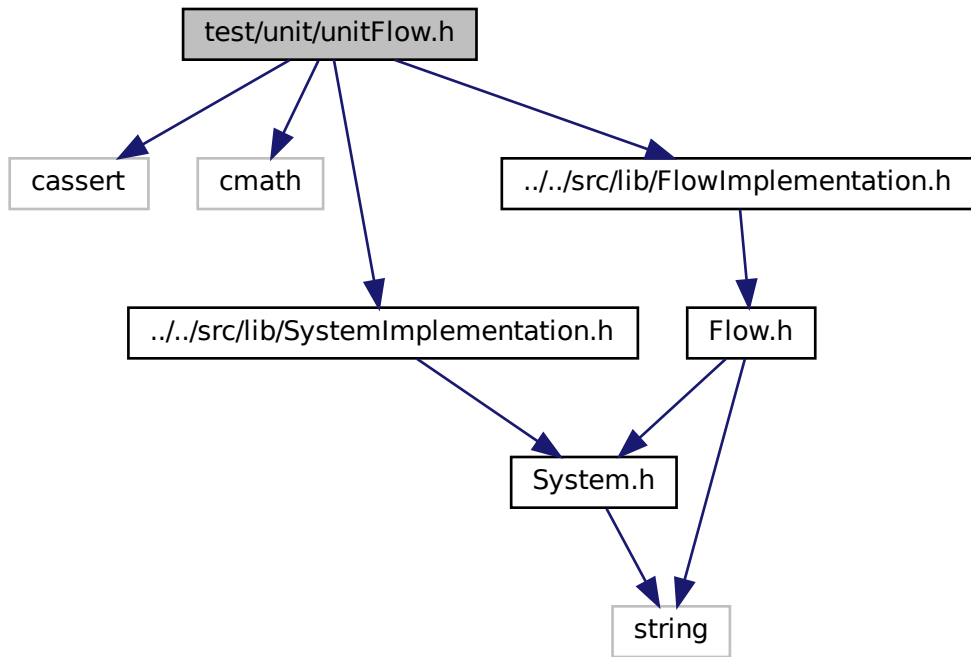 test/unit/unitFlow.h
cassert
cmath
../../src/lib/FlowImplementation.h
../../src/lib/SystemImplementation.h
Flow.h
System.h
string